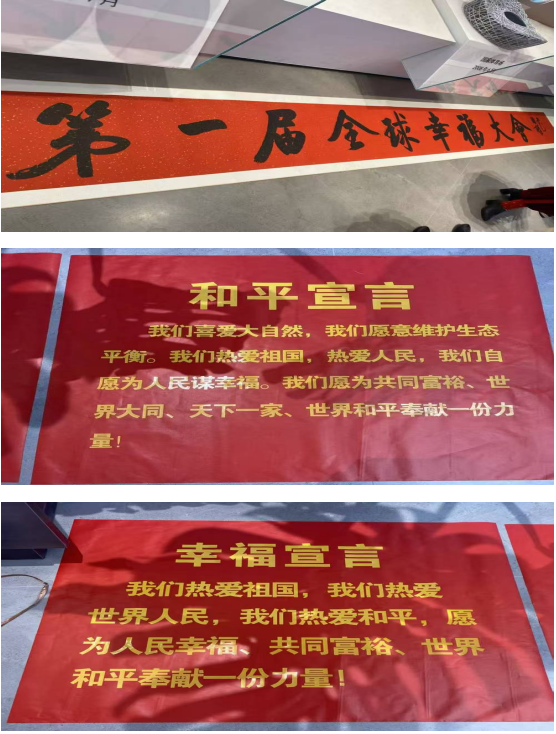 月
第一届全球幸福大會
和平宣言
我们喜爱大自然，我们愿意维护生态
平衡。我们热爱祖国，热爱人民，我们自
愿为人民谋幸福。我们愿为共同富裕、世
界大同、天下一家、世界和平奉献一份力
量！
幸福宣言
我们热爱祖国，我们热爱
世界人民，我们热爱和平，愿
为人民幸福、共同富裕、世界
和平奉献一份力量！